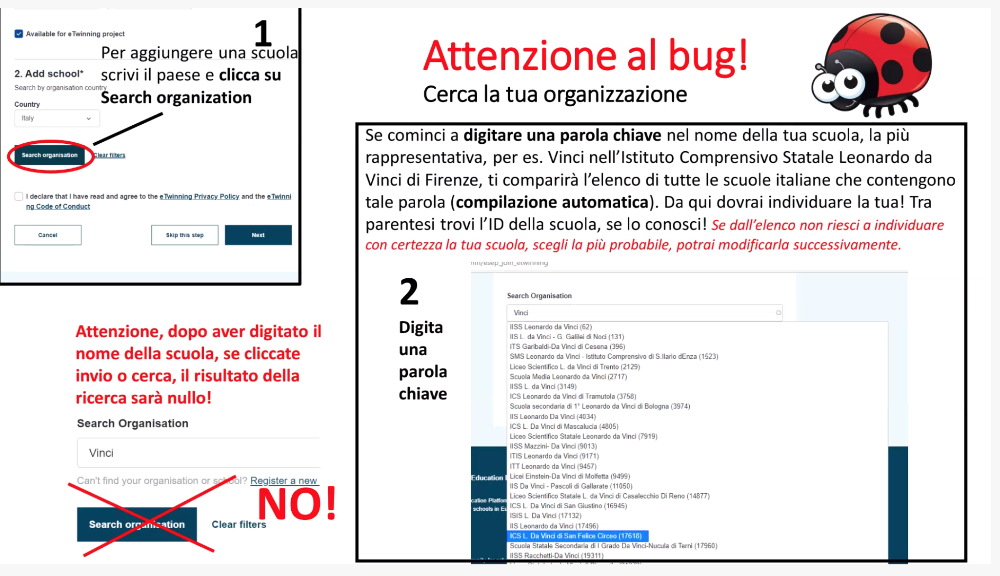 1
Available for eTwinning project
Per aggiungere una scuola
scrivi il paese e clicca su
Search organization
2. Add school*
Search by organisation country
Country
Italy
Search organisation
Clear filters
I declare that I have read and agree to the eTwinning Privacy Policy and the eTwinni
ng Code of Conduct
Cancel
Skip this step
Next
Attenzione al bug!
Cerca la tua organizzazione
Se cominci a digitare una parola chiave nel nome della tua scuola, la più
rappresentativa, per es. Vinci nell’Istituto Comprensivo Statale Leonardo da
Vinci di Firenze, ti comparirà l’elenco di tutte le scuole italiane che contengono
tale parola (compilazione automatica). Da qui dovrai individuare la tua! Tra
parentesi trovi l’ID della scuola, se lo conosci! Se dall’elenco non riesci a individuare
con certezza la tua scuola, scegli la più probabile, potrai modificarla successivamente.
Attenzione, dopo aver digitato il
nome della scuola, se cliccate
invio o cerca, il risultato della
ricerca sarà nullo!
Search Organisation
Vinci
Can't find your organisation or school? Register a new
NO!
Search organisation
Clear filters
2
Digita
una
parola
chiave
Search Organisation
Vinci
IISS Leonardo da Vinci (62)
IIS L. da Vinci - G. Galilei di Noci (131)
ITS Garibaldi-Da Vinci di Cesena (396)
SMS Leonardo da Vinci - Istituto Comprensivo di S.Ilario dEnza (1523)
Liceo Scientifico L. da Vinci di Trento (2129)
Scuola Media Leonardo da Vinci (2717)
IISS L. da Vinci (3149)
ICS Leonardo da Vinci di Tramutola (3758)
Scuola secondaria di 1° Leonardo da Vinci di Bologna (3974)
IIS Leonardo Da Vinci (4034)
ICS L. Da Vinci di Mascalucia (4805)
Liceo Scientifico Statale Leonardo da Vinci (7919)
IISS Mazzini- Da Vinci (9013)
ITIS Leonardo da Vinci (9171)
ITT Leonardo da Vinci (9457)
Licei Einstein-Da Vinci di Molfetta (9499)
IIS Da Vinci - Pascoli di Gallarate (11050)
Liceo Scientifico Statale L. da Vinci di Casalecchio Di Reno (14877)
ICS L. Da Vinci di San Giustino (16945)
ISIS L. Da Vinci (17132)
IIS Leonardo da Vinci (17496)
ICS L. Da Vinci di San Felice Circeo (17618)
Scuola Statale Secondaria di I Grado Da Vinci-Nucula di Terni (17960)
IISS Racchetti-Da Vinci (19311)
Education
cation Platfor
schools in Eu